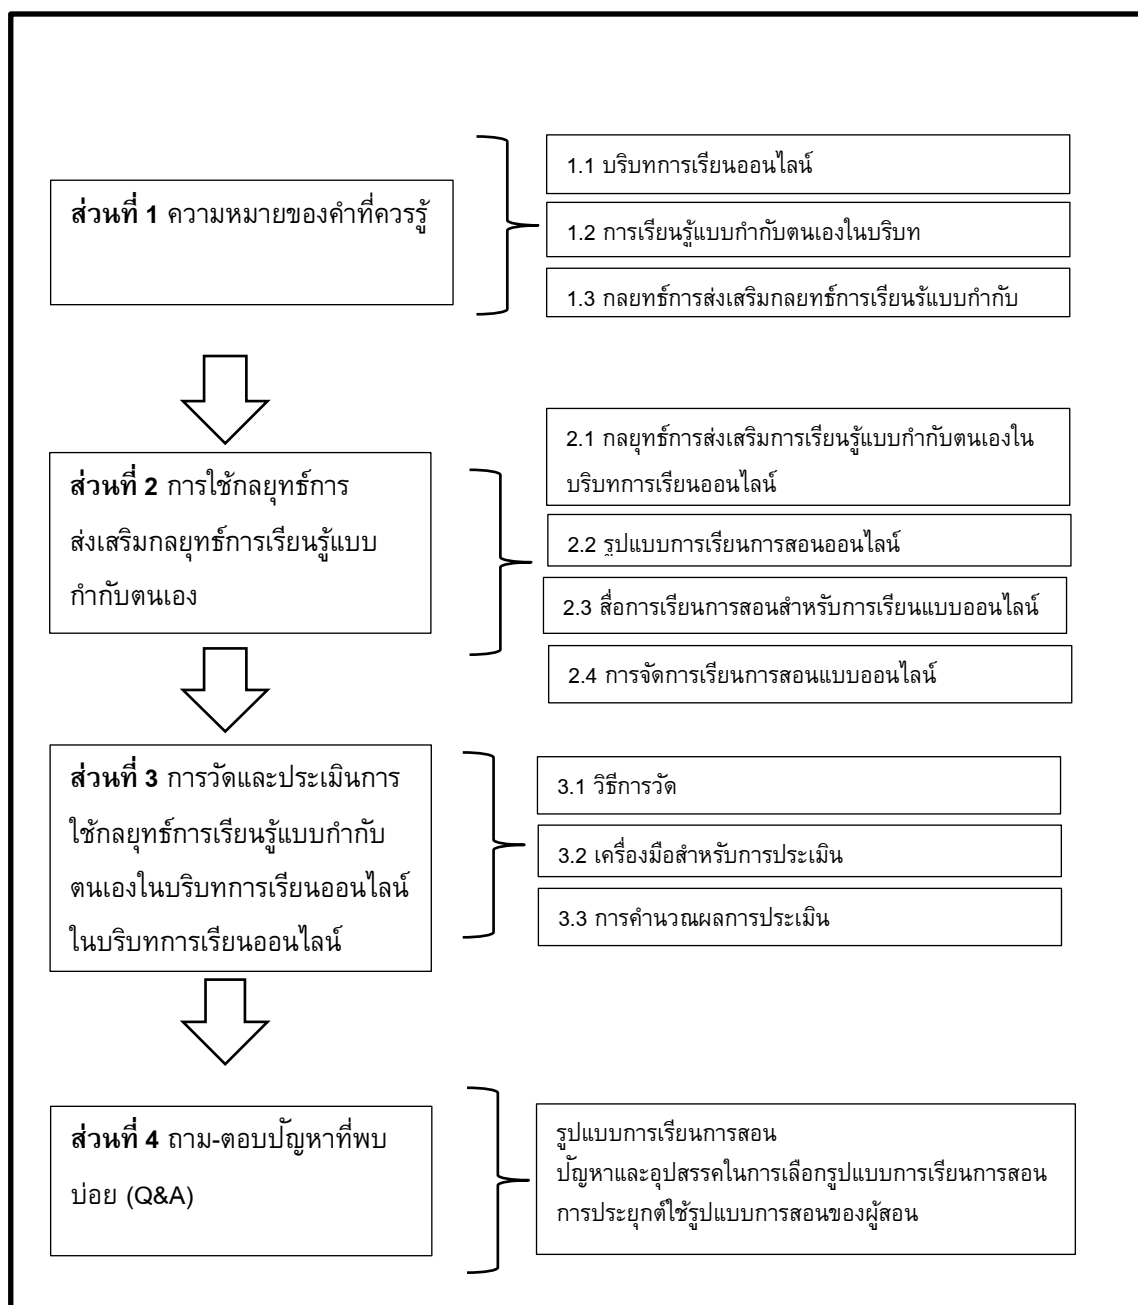 ส่วนที่ 1 ความหมายของคำที่ควรรู้
1.1 บริบทการเรียนออนไลน์
1.2 การเรียนรู้แบบกำกับตนเองในบริบท
1.3 กลยุทธ์การส่งเสริมกลยุทธ์การเรียนรู้แบบกำกับ
ส่วนที่ 2 การใช้กลยุทธ์การ
ส่งเสริมกลยุทธ์การเรียนรู้แบบ
กำกับตนเอง
2.1 กลยุทธ์การส่งเสริมการเรียนรู้แบบกำกับตนเองใน
บริบทการเรียนออนไลน์
2.2 รูปแบบการเรียนการสอนออนไลน์
2.3 สื่อการเรียนการสอนสำหรับการเรียนแบบออนไลน์
2.4 การจัดการเรียนการสอนแบบออนไลน์
ส่วนที่ 3 การวัดและประเมินการ
ใช้กลยุทธ์การเรียนรู้แบบกำกับ
ตนเองในบริบทการเรียนออนไลน์
ในบริบทการเรียนออนไลน์
3.1 วิธีการวัด
3.2 เครื่องมือสำหรับการประเมิน
3.3 การคำนวณผลการประเมิน
ส่วนที่ 4 ถาม-ตอบปัญหาที่พบ
บ่อย (Q&A)
รูปแบบการเรียนการสอน
ปัญหาและอุปสรรคในการเลือกรูปแบบการเรียนการสอน
การประยุกต์ใช้รูปแบบการสอนของผู้สอน